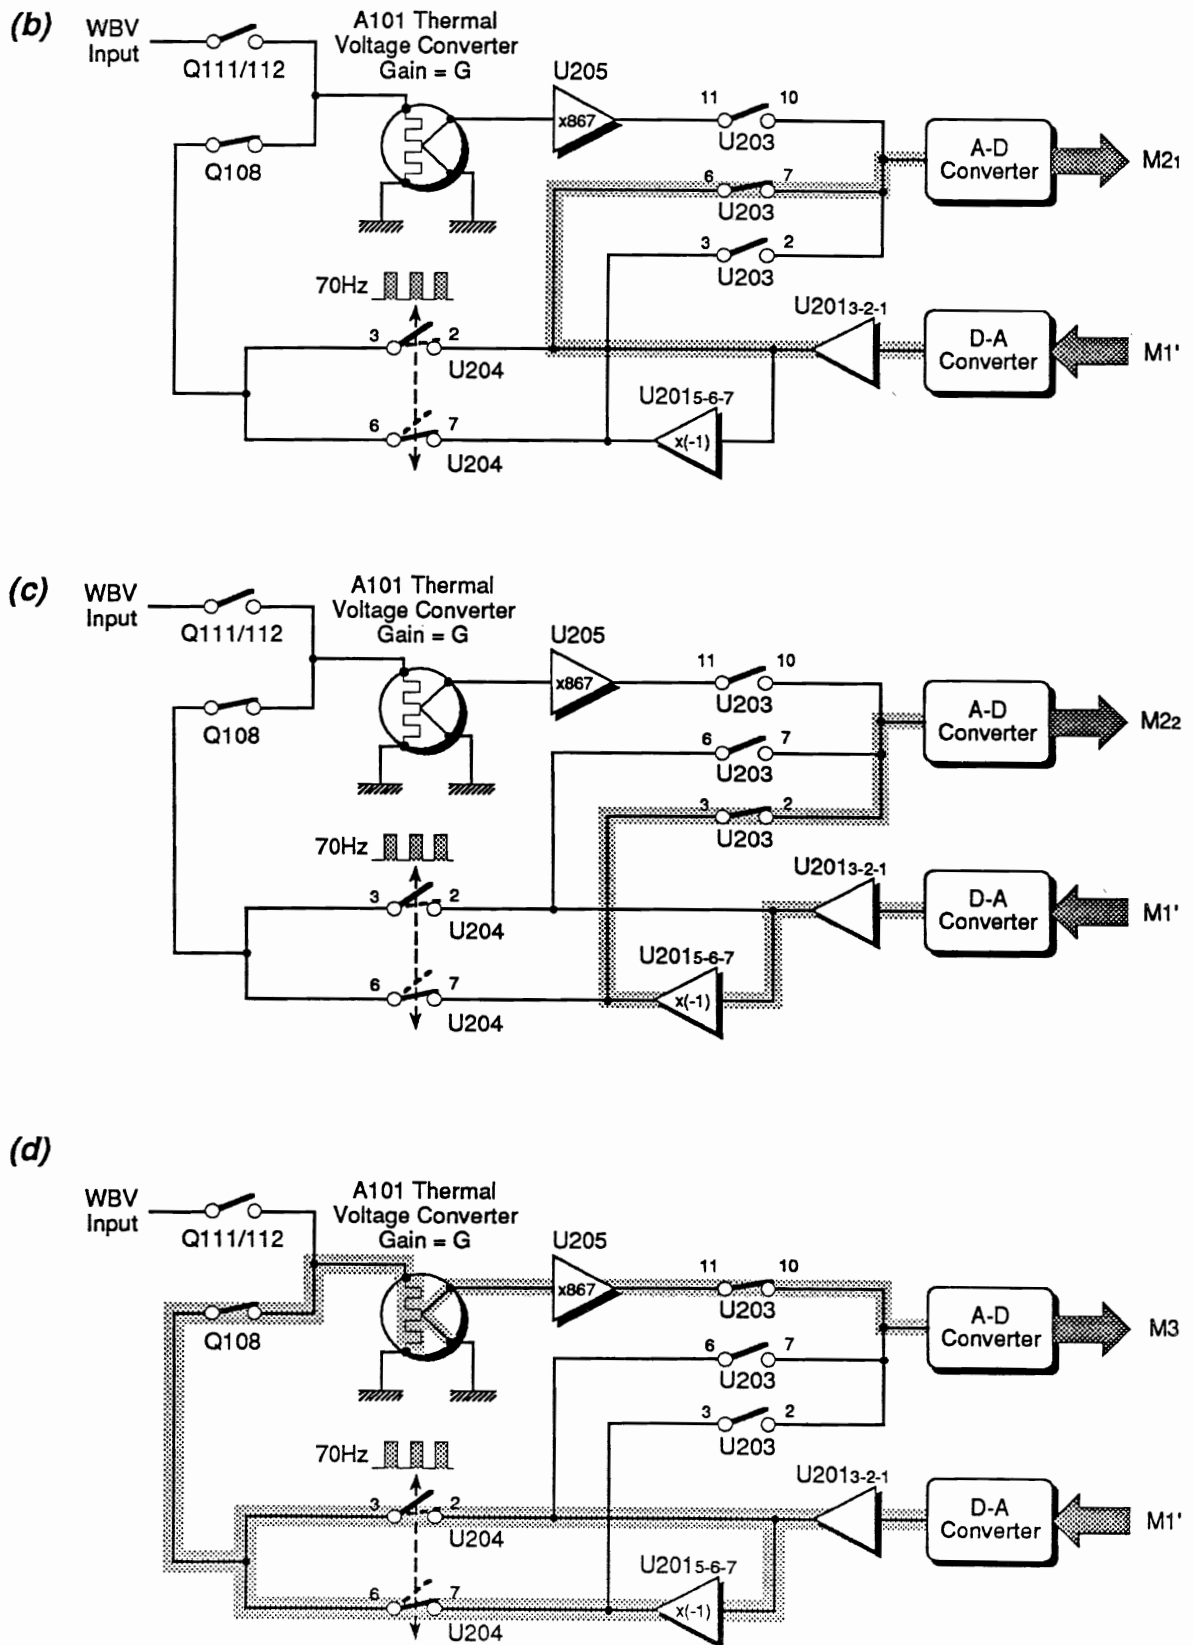 (b)
WBV
Input
Q111/112
A101 Thermal
Voltage Converter
Gain = G
U205
x867
11
10
U203
A-D
Converter
M2₁
Q108
6
7
U203
3
2
U203
70Hz
3
2
U204
U201₃₋₂₋₁
D-A
Converter
M1'
U201₅₋₆₋₇
x(-1)
6
7
U204
(c)
WBV
Input
Q111/112
A101 Thermal
Voltage Converter
Gain = G
U205
x867
11
10
U203
A-D
Converter
M2₂
Q108
6
7
U203
3
2
U203
70Hz
3
2
U204
U201₃₋₂₋₁
D-A
Converter
M1'
U201₅₋₆₋₇
x(-1)
6
7
U204
(d)
WBV
Input
Q111/112
A101 Thermal
Voltage Converter
Gain = G
U205
x867
11
10
U203
A-D
Converter
M3
Q108
6
7
U203
3
2
U203
70Hz
3
2
U204
U201₃₋₂₋₁
D-A
Converter
M1'
U201₅₋₆₋₇
x(-1)
6
7
U204